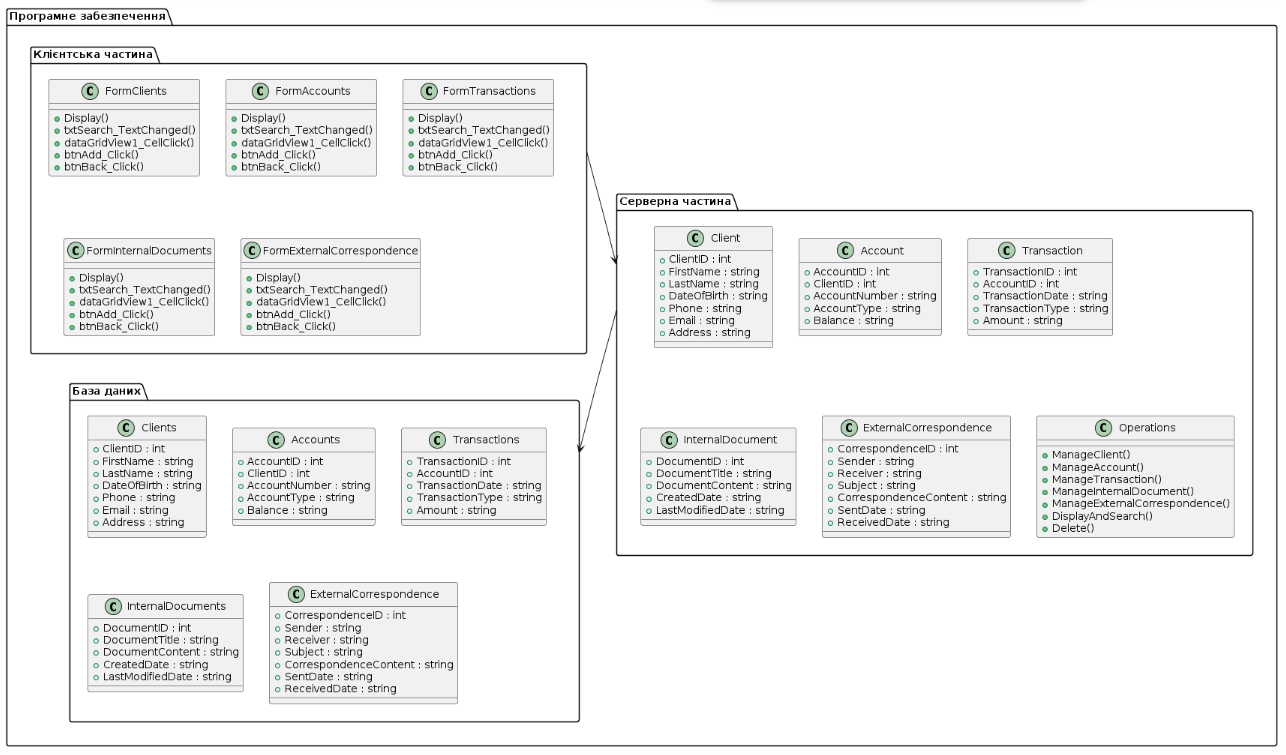 Програмне забезпечення
Клієнтська частина
C FormClients
Display()
txtSearch_TextChanged()
dataGridView1_CellClick()
btnAdd_Click()
btnBack_Click()
C FormAccounts
Display()
txtSearch_TextChanged()
dataGridView1_CellClick()
btnAdd_Click()
btnBack_Click()
C FormTransactions
Display()
txtSearch_TextChanged()
dataGridView1_CellClick()
btnAdd_Click()
btnBack_Click()
C FormInternalDocuments
Display()
txtSearch_TextChanged()
dataGridView1_CellClick()
btnAdd_Click()
btnBack_Click()
C FormExternalCorrespondence
Display()
txtSearch_TextChanged()
dataGridView1_CellClick()
btnAdd_Click()
btnBack_Click()
Серверна частина
C Client
ClientID : int
FirstName : string
LastName : string
DateOfBirth : string
Phone : string
Email : string
Address : string
C Account
AccountID : int
ClientID : int
AccountNumber : string
AccountType : string
Balance : string
C Transaction
TransactionID : int
AccountID : int
TransactionDate : string
TransactionType : string
Amount : string
C InternalDocument
DocumentID : int
DocumentTitle : string
DocumentContent : string
CreatedDate : string
LastModifiedDate : string
C ExternalCorrespondence
CorrespondenceID : int
Sender : string
Receiver : string
Subject : string
CorrespondenceContent : string
SentDate : string
ReceivedDate : string
C Operations
ManageClient()
ManageAccount()
ManageTransaction()
ManageInternalDocument()
ManageExternalCorrespondence()
DisplayAndSearch()
Delete()
База даних
C Clients
ClientID : int
FirstName : string
LastName : string
DateOfBirth : string
Phone : string
Email : string
Address : string
C Accounts
AccountID : int
ClientID : int
AccountNumber : string
AccountType : string
Balance : string
C Transactions
TransactionID : int
AccountID : int
TransactionDate : string
TransactionType : string
Amount : string
C InternalDocuments
DocumentID : int
DocumentTitle : string
DocumentContent : string
CreatedDate : string
LastModifiedDate : string
C ExternalCorrespondence
CorrespondenceID : int
Sender : string
Receiver : string
Subject : string
CorrespondenceContent : string
SentDate : string
ReceivedDate : string